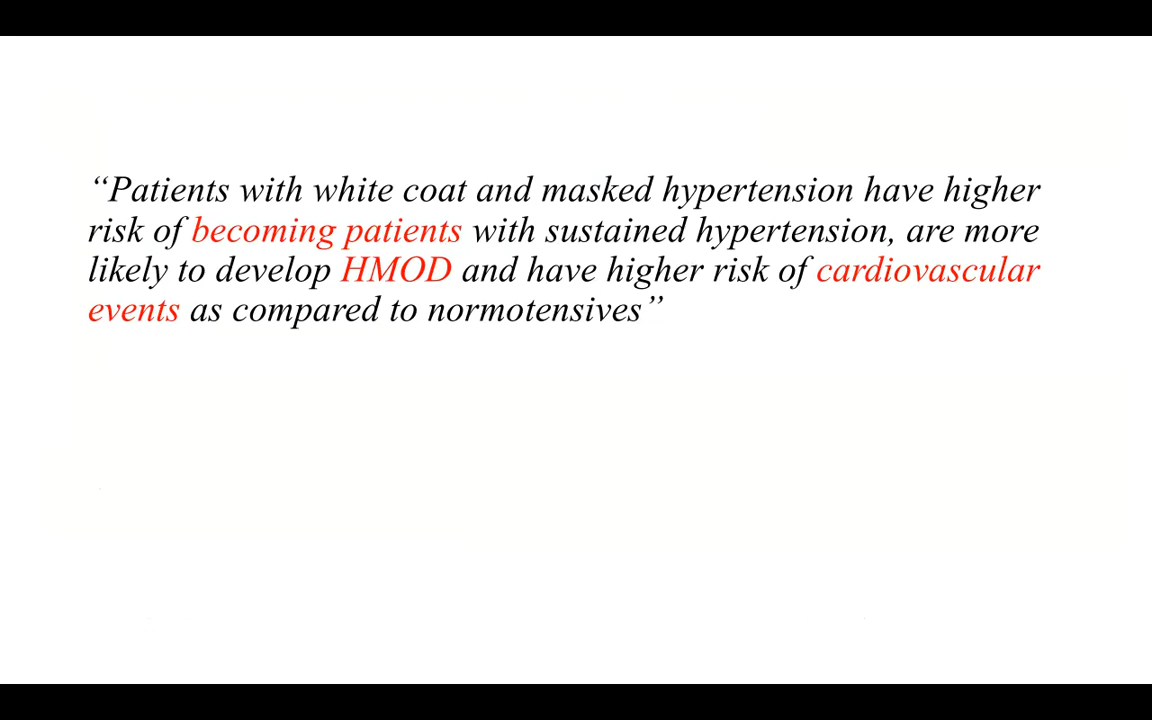 “Patients with white coat and masked hypertension have higher
risk of becoming patients with sustained hypertension, are more
likely to develop HMOD and have higher risk of cardiovascular
events as compared to normotensives”